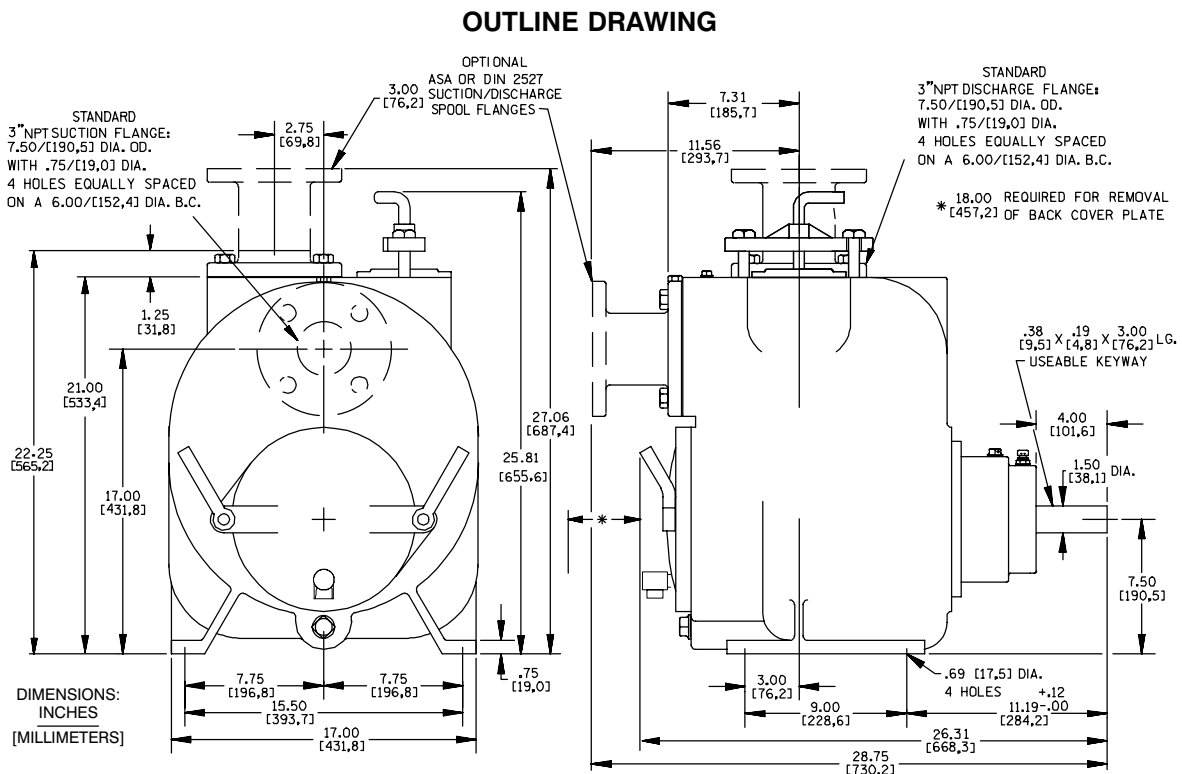 OUTLINE DRAWING
OPTIONAL
ASA OR DIN 2527
SUCTION/DISCHARGE
SPOOL FLANGES
3.00
[76,2]
STANDARD
3"NPT SUCTION FLANGE:
7.50/[190,5] DIA. OD.
WITH .75/[19,0] DIA.
4 HOLES EQUALLY SPACED
ON A 6.00/[152,4] DIA. B.C.
2.75
[69,8]
7.31
[185,7]
11.56
[293,7]
STANDARD
3"NPT DISCHARGE FLANGE:
7.50/[190,5] DIA. OD.
WITH .75/[19,0] DIA.
4 HOLES EQUALLY SPACED
ON A 6.00/[152,4] DIA. B.C.
* 18.00 REQUIRED FOR REMOVAL
[457,2] OF BACK COVER PLATE
1.25
[31,8]
21.00
[533,4]
22.25
[565,2]
17.00
[431,8]
27.06
[687,4]
25.81
[655,6]
*
.38 X .19 X 3.00 LG.
[9,5] [4,8] [76,2]
USEABLE KEYWAY
4.00
[101,6]
1.50 DIA.
[38,1]
7.50
[190,5]
7.75
[196,8]
7.75
[196,8]
15.50
[393,7]
17.00
[431,8]
.75
[19,0]
DIMENSIONS:
INCHES
[MILLIMETERS]
3.00
[76,2]
9.00
[228,6]
.69 [17,5] DIA.
4 HOLES
+.12
11.19-.00
[284,2]
26.31
[668,3]
28.75
[730,2]